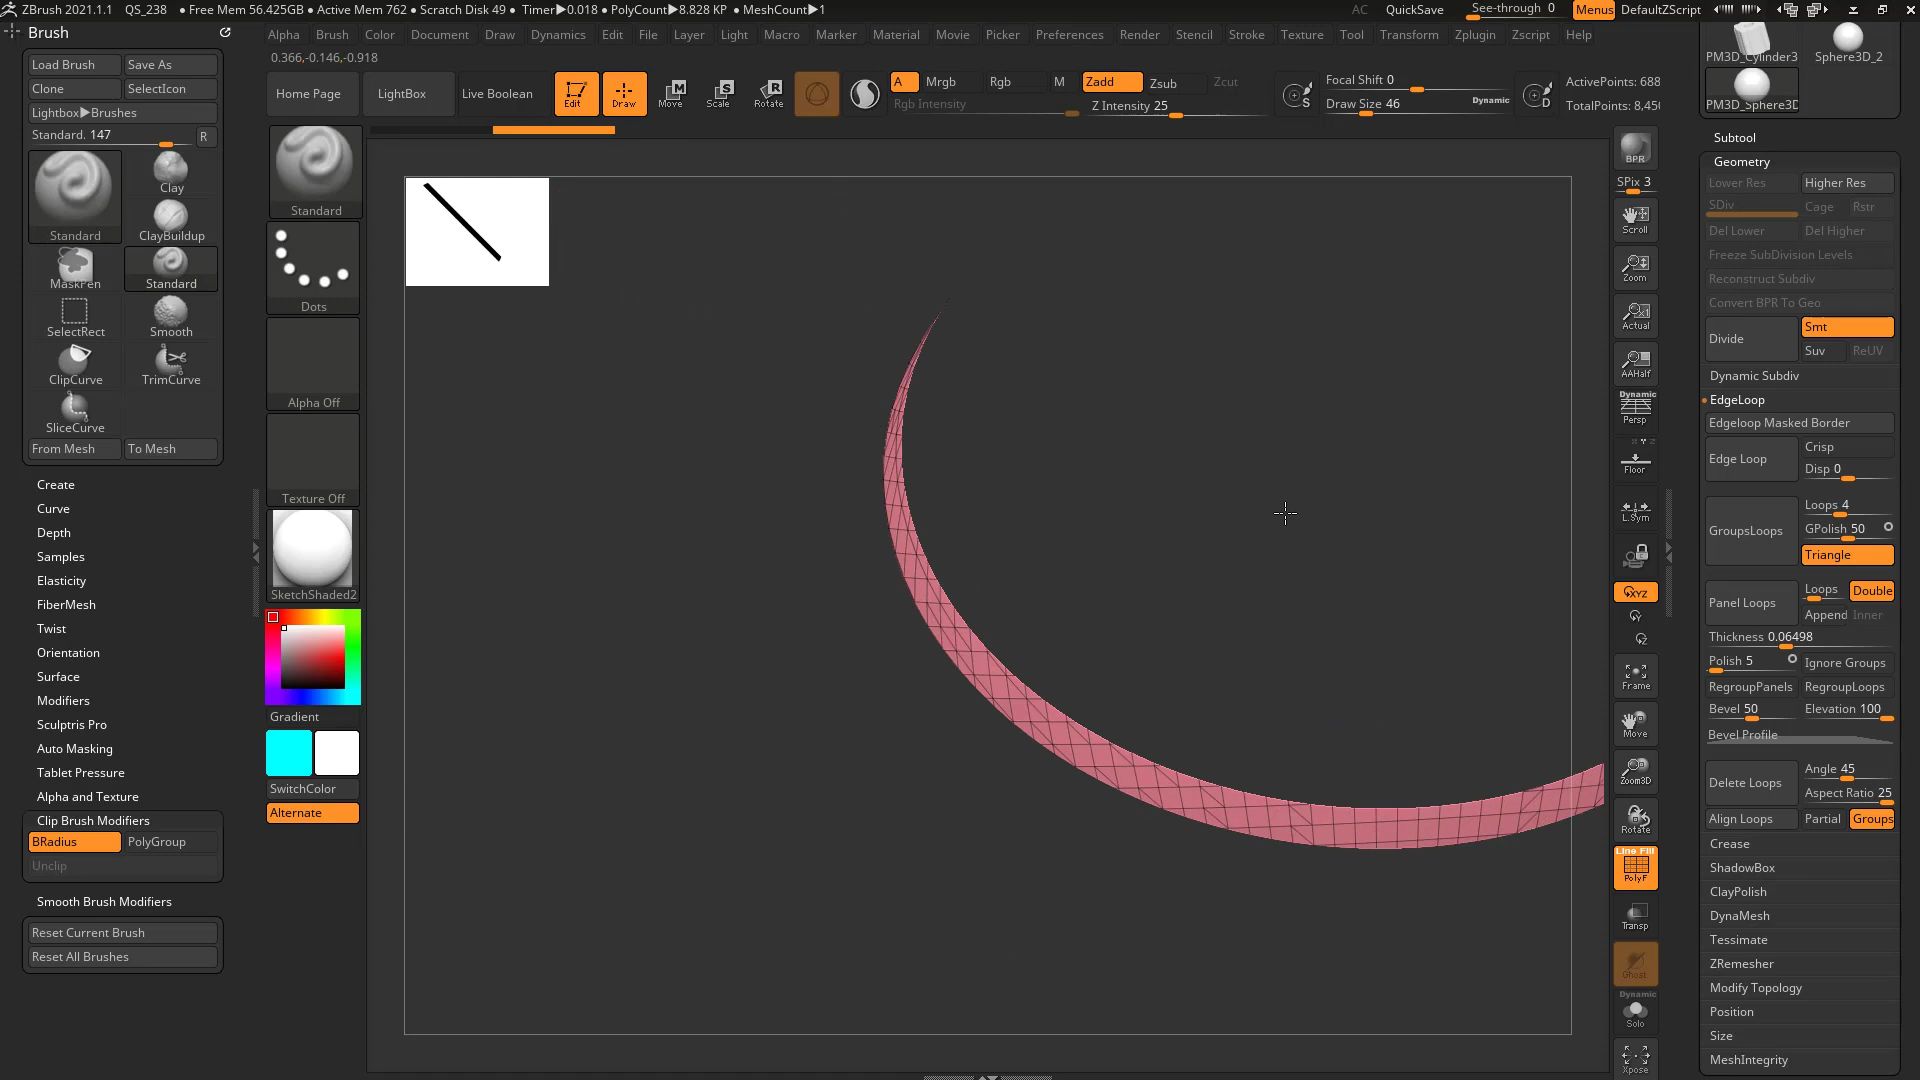 ZBrush 2021.1.1 QS_238 ● Free Mem 56.425GB ● Active Mem 762 ● Scratch Disk 49 ● Timer▶0.018 ● PolyCount▶8.828 KP ● MeshCount▶1 AC QuickSave See-through 0 Menus DefaultZScript
Brush
Alpha Brush Color Document Draw Dynamics Edit File Layer Light Macro Marker Material Movie Picker Preferences Render Stencil Stroke Texture Tool Transform Zplugin Zscript Help
0.366,-0.146,-0.918
Load Brush Save As
Clone SelectIcon
Lightbox▶Brushes
Standard. 147 R
Standard
Clay
ClayBuildup
MaskPen
Standard
SelectRect
Smooth
ClipCurve
TrimCurve
SliceCurve
From Mesh To Mesh
Create
Curve
Depth
Samples
Elasticity
FiberMesh
Twist
Orientation
Surface
Modifiers
Sculptris Pro
Auto Masking
Tablet Pressure
Alpha and Texture
Clip Brush Modifiers
BRadius PolyGroup
Unclip
Smooth Brush Modifiers
Reset Current Brush
Reset All Brushes
Home Page LightBox Live Boolean
Edit Draw Move Scale Rotate
A Mrgb Rgb M Zadd Zsub Zcut
Rgb Intensity Z Intensity 25
S
Focal Shift 0
Draw Size 46 Dynamic
D
ActivePoints: 688
TotalPoints: 8,450
Standard
Dots
Alpha Off
Texture Off
SketchShaded2
Gradient
SwitchColor
Alternate
BPR
SPix 3
Scroll
Zoom
Actual
AAHalf
Dynamic
Persp
Floor
L.Sym
XYZ
Frame
Move
Zoom3D
Rotate
Line Fill
PolyF
Transp
Ghost
Dynamic
Solo
Xpose
PM3D_Cylinder3 Sphere3D_2
PM3D_Sphere3D
Subtool
Geometry
Lower Res Higher Res
SDiv Cage Rstr
Del Lower Del Higher
Freeze SubDivision Levels
Reconstruct Subdiv
Convert BPR To Geo
Divide Smt
Suv ReUV
Dynamic Subdiv
EdgeLoop
Edgeloop Masked Border
Edge Loop Crisp
Disp 0
GroupsLoops Loops 4
GPolish 50
Triangle
Panel Loops Loops Double
Append Inner
Thickness 0.06498
Polish 5 Ignore Groups
RegroupPanels RegroupLoops
Bevel 50 Elevation 100
Bevel Profile
Delete Loops Angle 45
Aspect Ratio 25
Align Loops Partial Groups
Crease
ShadowBox
ClayPolish
DynaMesh
Tessimate
ZRemesher
Modify Topology
Position
Size
MeshIntegrity